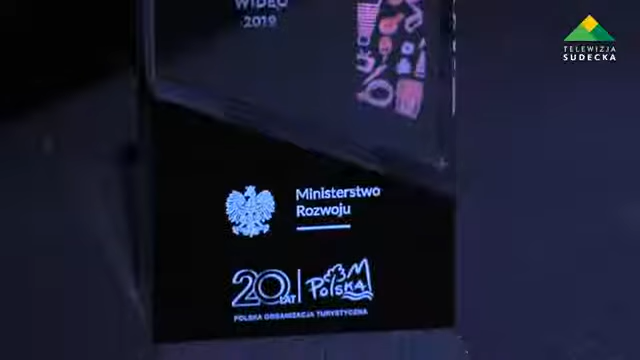 WIDEO
2019
TELEWIZJA
SUDECKA
Ministerstwo
Rozwoju
20 LAT
POLSKA
POLSKA ORGANIZACJA TURYSTYCZNA